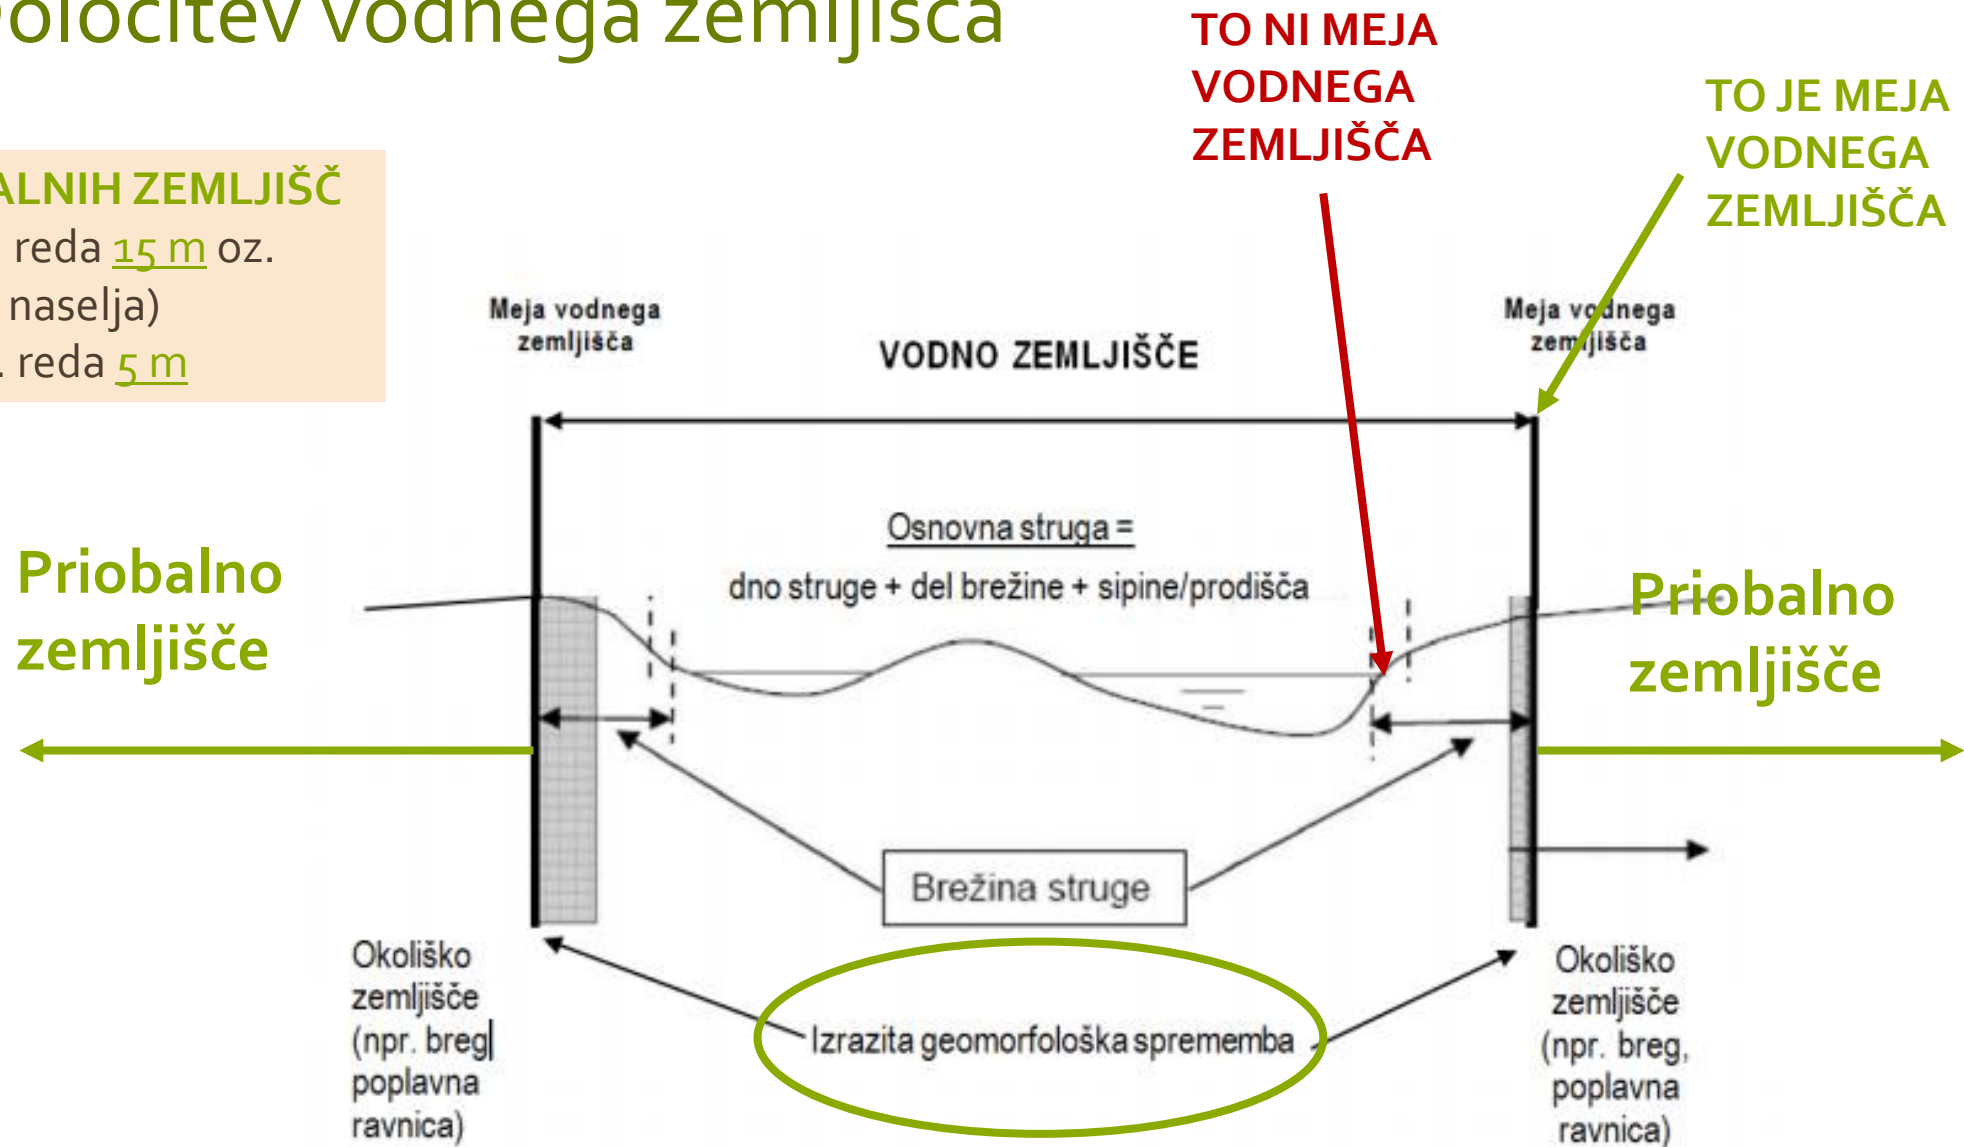 vodnega zemljišča
TO NI MEJA
VODNEGA
ZEMLJIŠČA
TO JE MEJA
VODNEGA
ZEMLJIŠČA
ALNIH ZEMLJIŠČ
reda 15 m oz.
naselja)
. reda 5 m
Meja vodnega
zemljišča
VODNO ZEMLJIŠČE
Meja vodnega
zemljišča
Osnovna struga =
dno struge + del brežine + sipine/prodišča
Priobalno
zemljišče
Priobalno
zemljišče
Brežina struge
Okoliško
zemljišče
(npr. breg
poplavna
ravnica)
Izrazita geomorfološka sprememba
Okoliško
zemljišče
(npr. breg,
poplavna
ravnica)